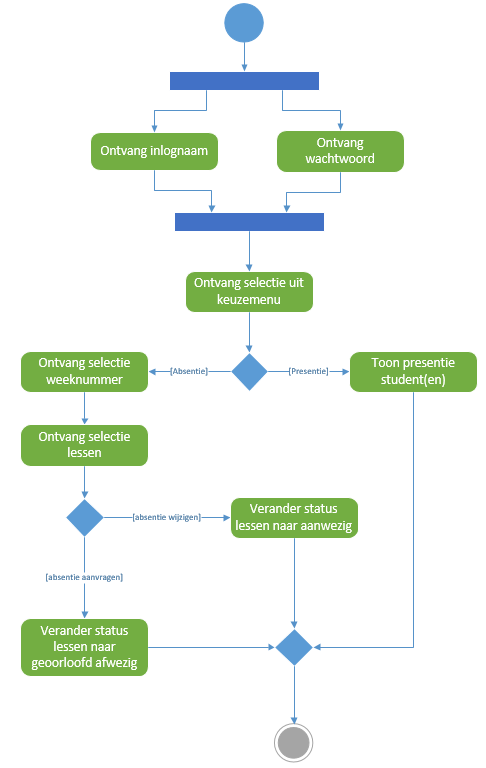 Ontvang inlognaam
Ontvang
wachtwoord
Ontvang selectie uit
keuzemenu
[Absentie]
[Presentie]
Ontvang selectie
weeknummer
Toon presentie
student(en)
Ontvang selectie
lessen
[absentie wijzigen]
Verander status
lessen naar aanwezig
[absentie aanvragen]
Verander status
lessen naar
geoorloofd afwezig